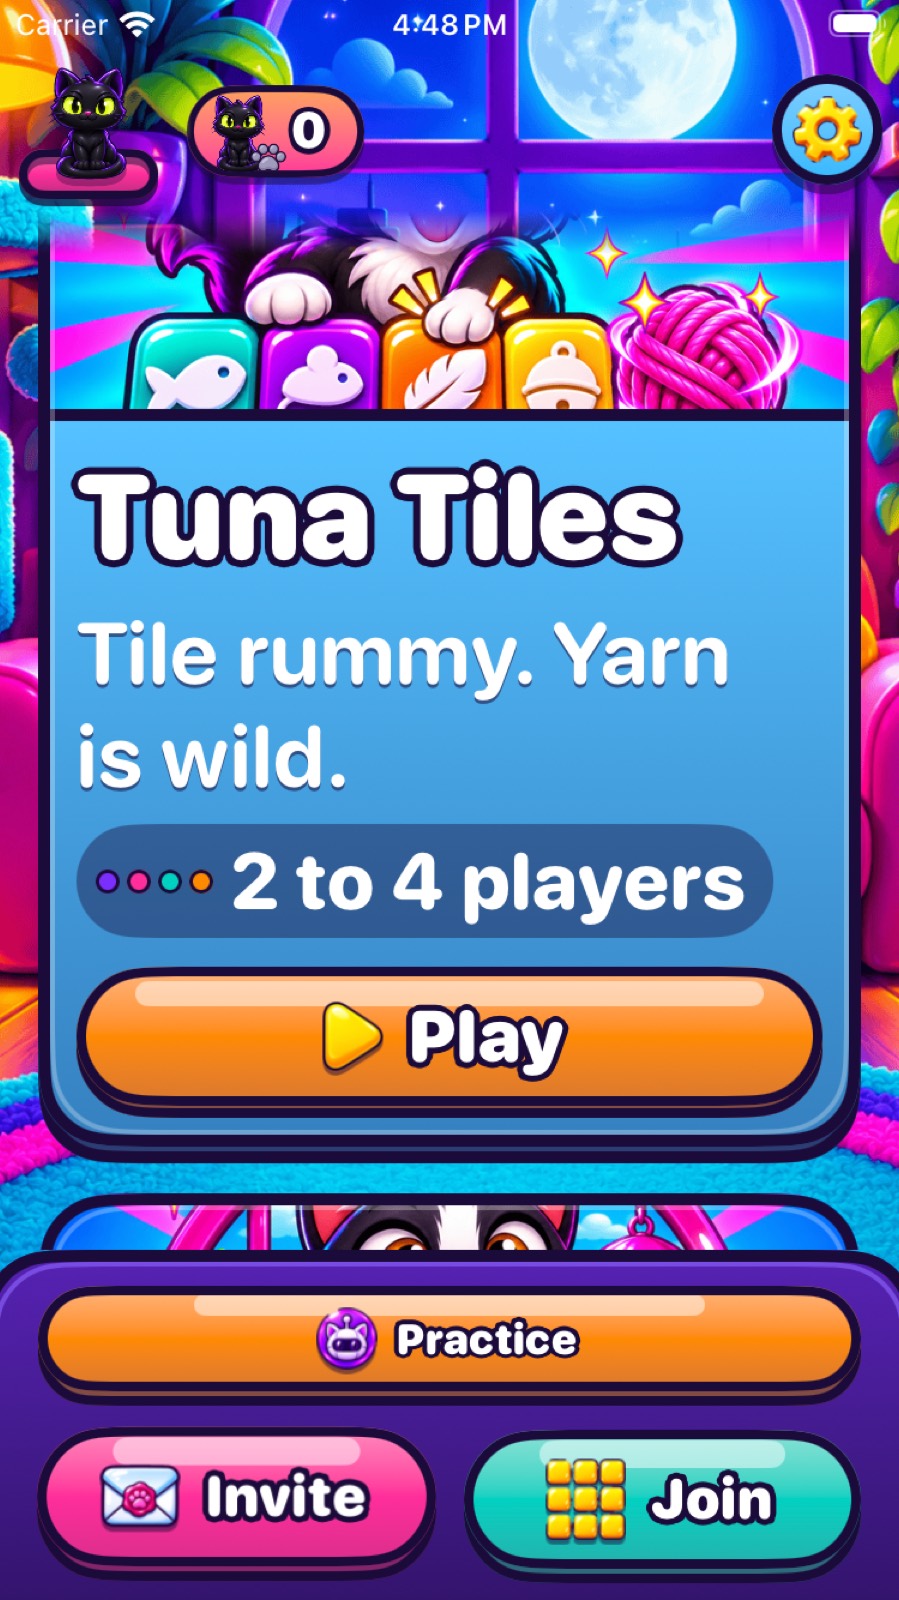 Carrier
4:48 PM
0
Tuna Tiles
Tile rummy. Yarn
is wild.
2 to 4 players
Play
Practice
Invite
Join